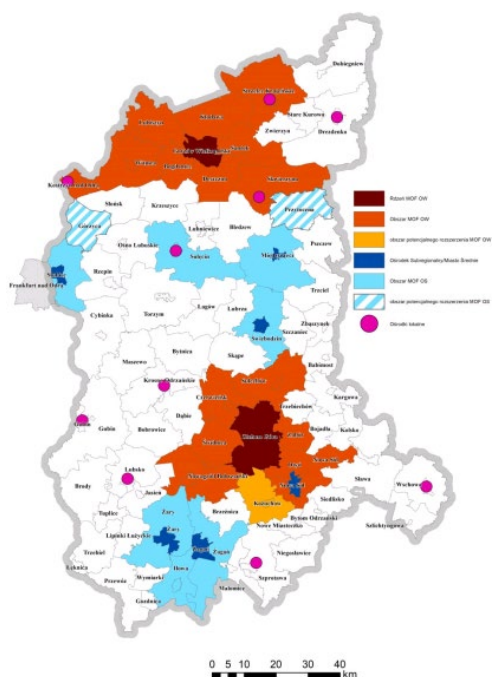 Dobiegniew
Strzelce Krajeńskie
Stare Kurowo
Kłodawa
Drezdenko
Zwierzyn
Lubiszyn
Gorzów Wielkopolski
Santok
Witnica
Bogdaniec
Deszczno
Skwierzyna
Kostrzyn nad Odrą
Przytoczna
Słońsk
Krzeszyce
Górzyca
Lubniewice
Bledzew
Rdzeń MOF OW
Obszar MOF OW
obszar potencjalnego rozszerzenia MOF OW
Ośrodek Subregionalny/Miasto Średnie
Obszar MOF OS
obszar potencjalnego rozszerzenia MOF OS
Ośrodki lokalne
Ośno Lubuskie
Sulęcin
Międzyrzecz
Pszczew
Słubice
Frankfurt nad Odrą
Rzepin
Trzciel
Cybinka
Torzym
Łagów
Lubrza
Świebodzin
Zbąszynek
Szczaniec
Bytnica
Skąpe
Maszewo
Babimost
Sulechów
Krosno Odrzańskie
Czerwieńsk
Kargowa
Trzebiechów
Dąbie
Bojadła
Kolsko
Gubin
Gubin
Bobrowice
Zielona Góra
Zabór
Świdnica
Otyń
Nowa Sól
Nowogród Bobrzański
Lubsko
Sława
Wschowa
Brody
Jasień
Kożuchów
Siedlisko
Żary
Brzeźnica
Bytom Odrzański
Nowe Miasteczko
Szlichtyngowa
Tuplice
Żary
Lipinki Łużyckie
Żagań
Żagań
Trzebiel
Niegosławice
Iłowa
Szprotawa
Łęknica
Przewóz
Wymiarki
Małomice
Gozdnica
0 5 10 20 30 40
km